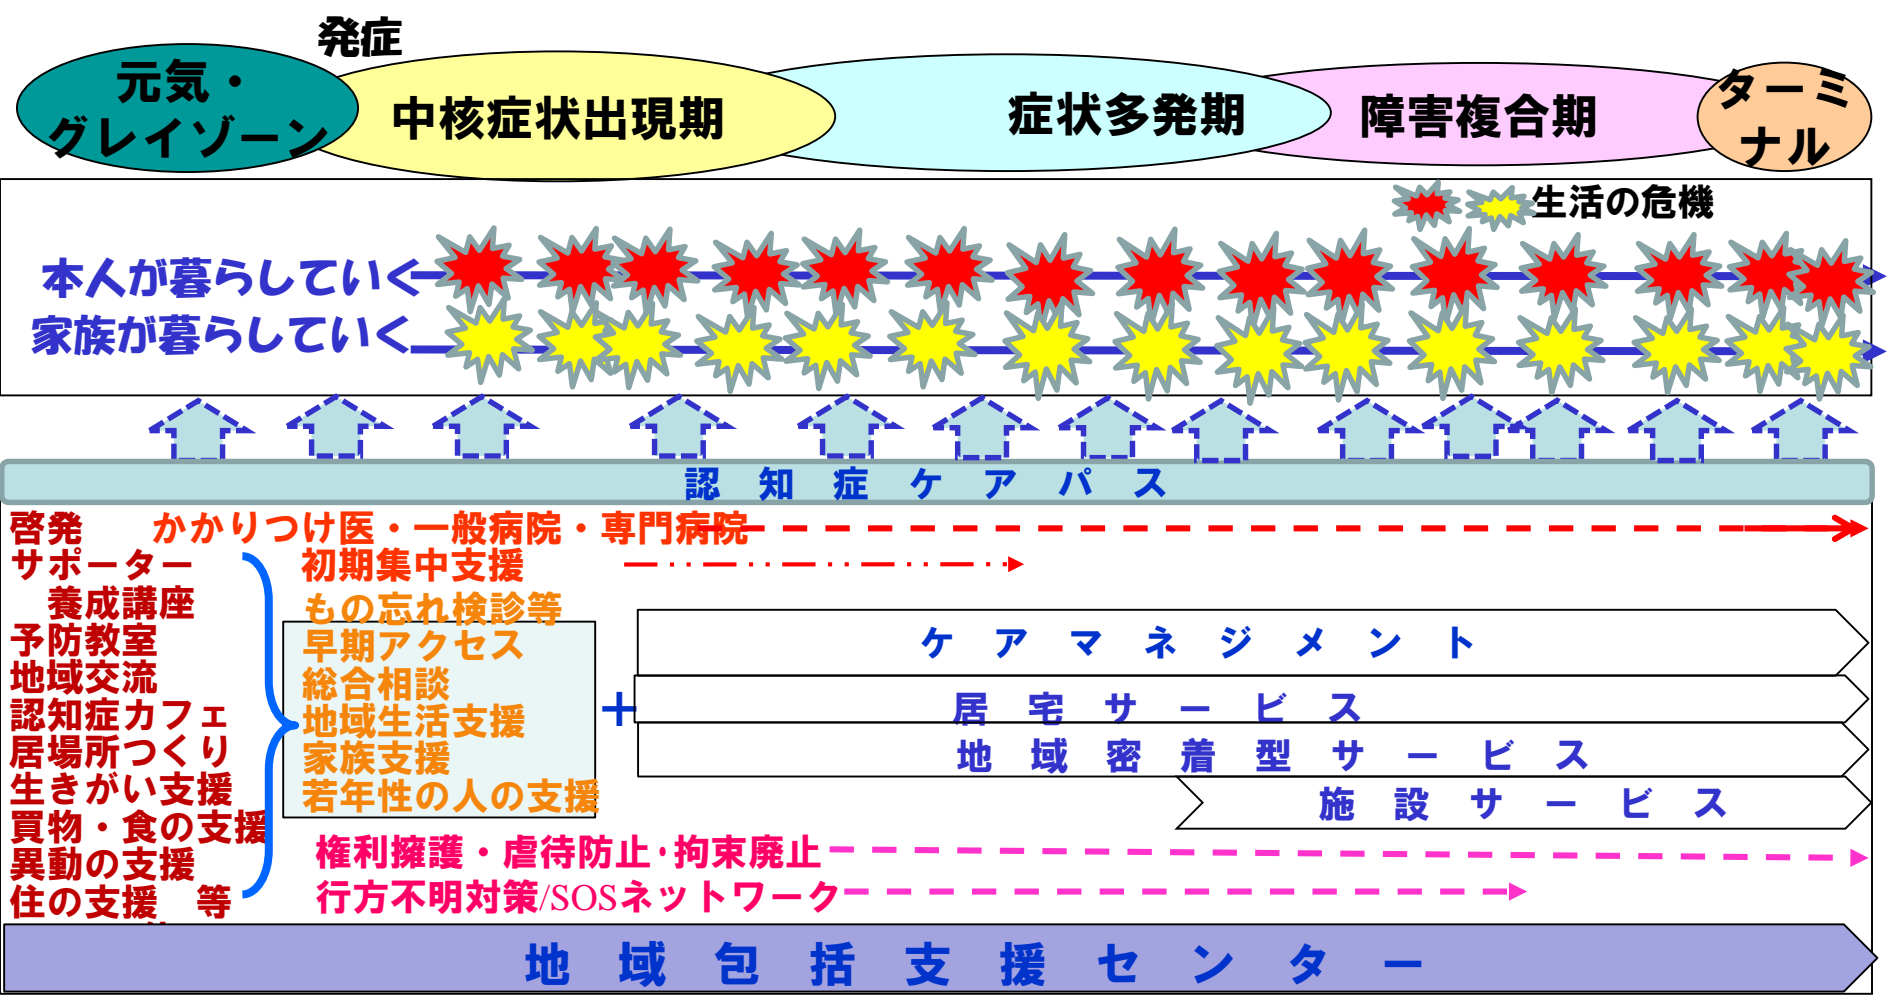 発症
元気・
グレイゾーン
中核症状出現期
症状多発期
障害複合期
ターミ
ナル
生活の危機
本人が暮らしていく
家族が暮らしていく
認知症ケアパス
啓発
サポーター
養成講座
予防教室
地域交流
認知症カフェ
居場所つくり
生きがい支援
買物・食の支援
異動の支援
住の支援　等
かかりつけ医・一般病院・専門病院
初期集中支援
もの忘れ検診等
早期アクセス
総合相談
地域生活支援
家族支援
若年性の人の支援
+
ケアマネジメント
居宅サービス
地域密着型サービス
施設サービス
権利擁護・虐待防止･拘束廃止
行方不明対策/SOSネットワーク
地域包括支援センター